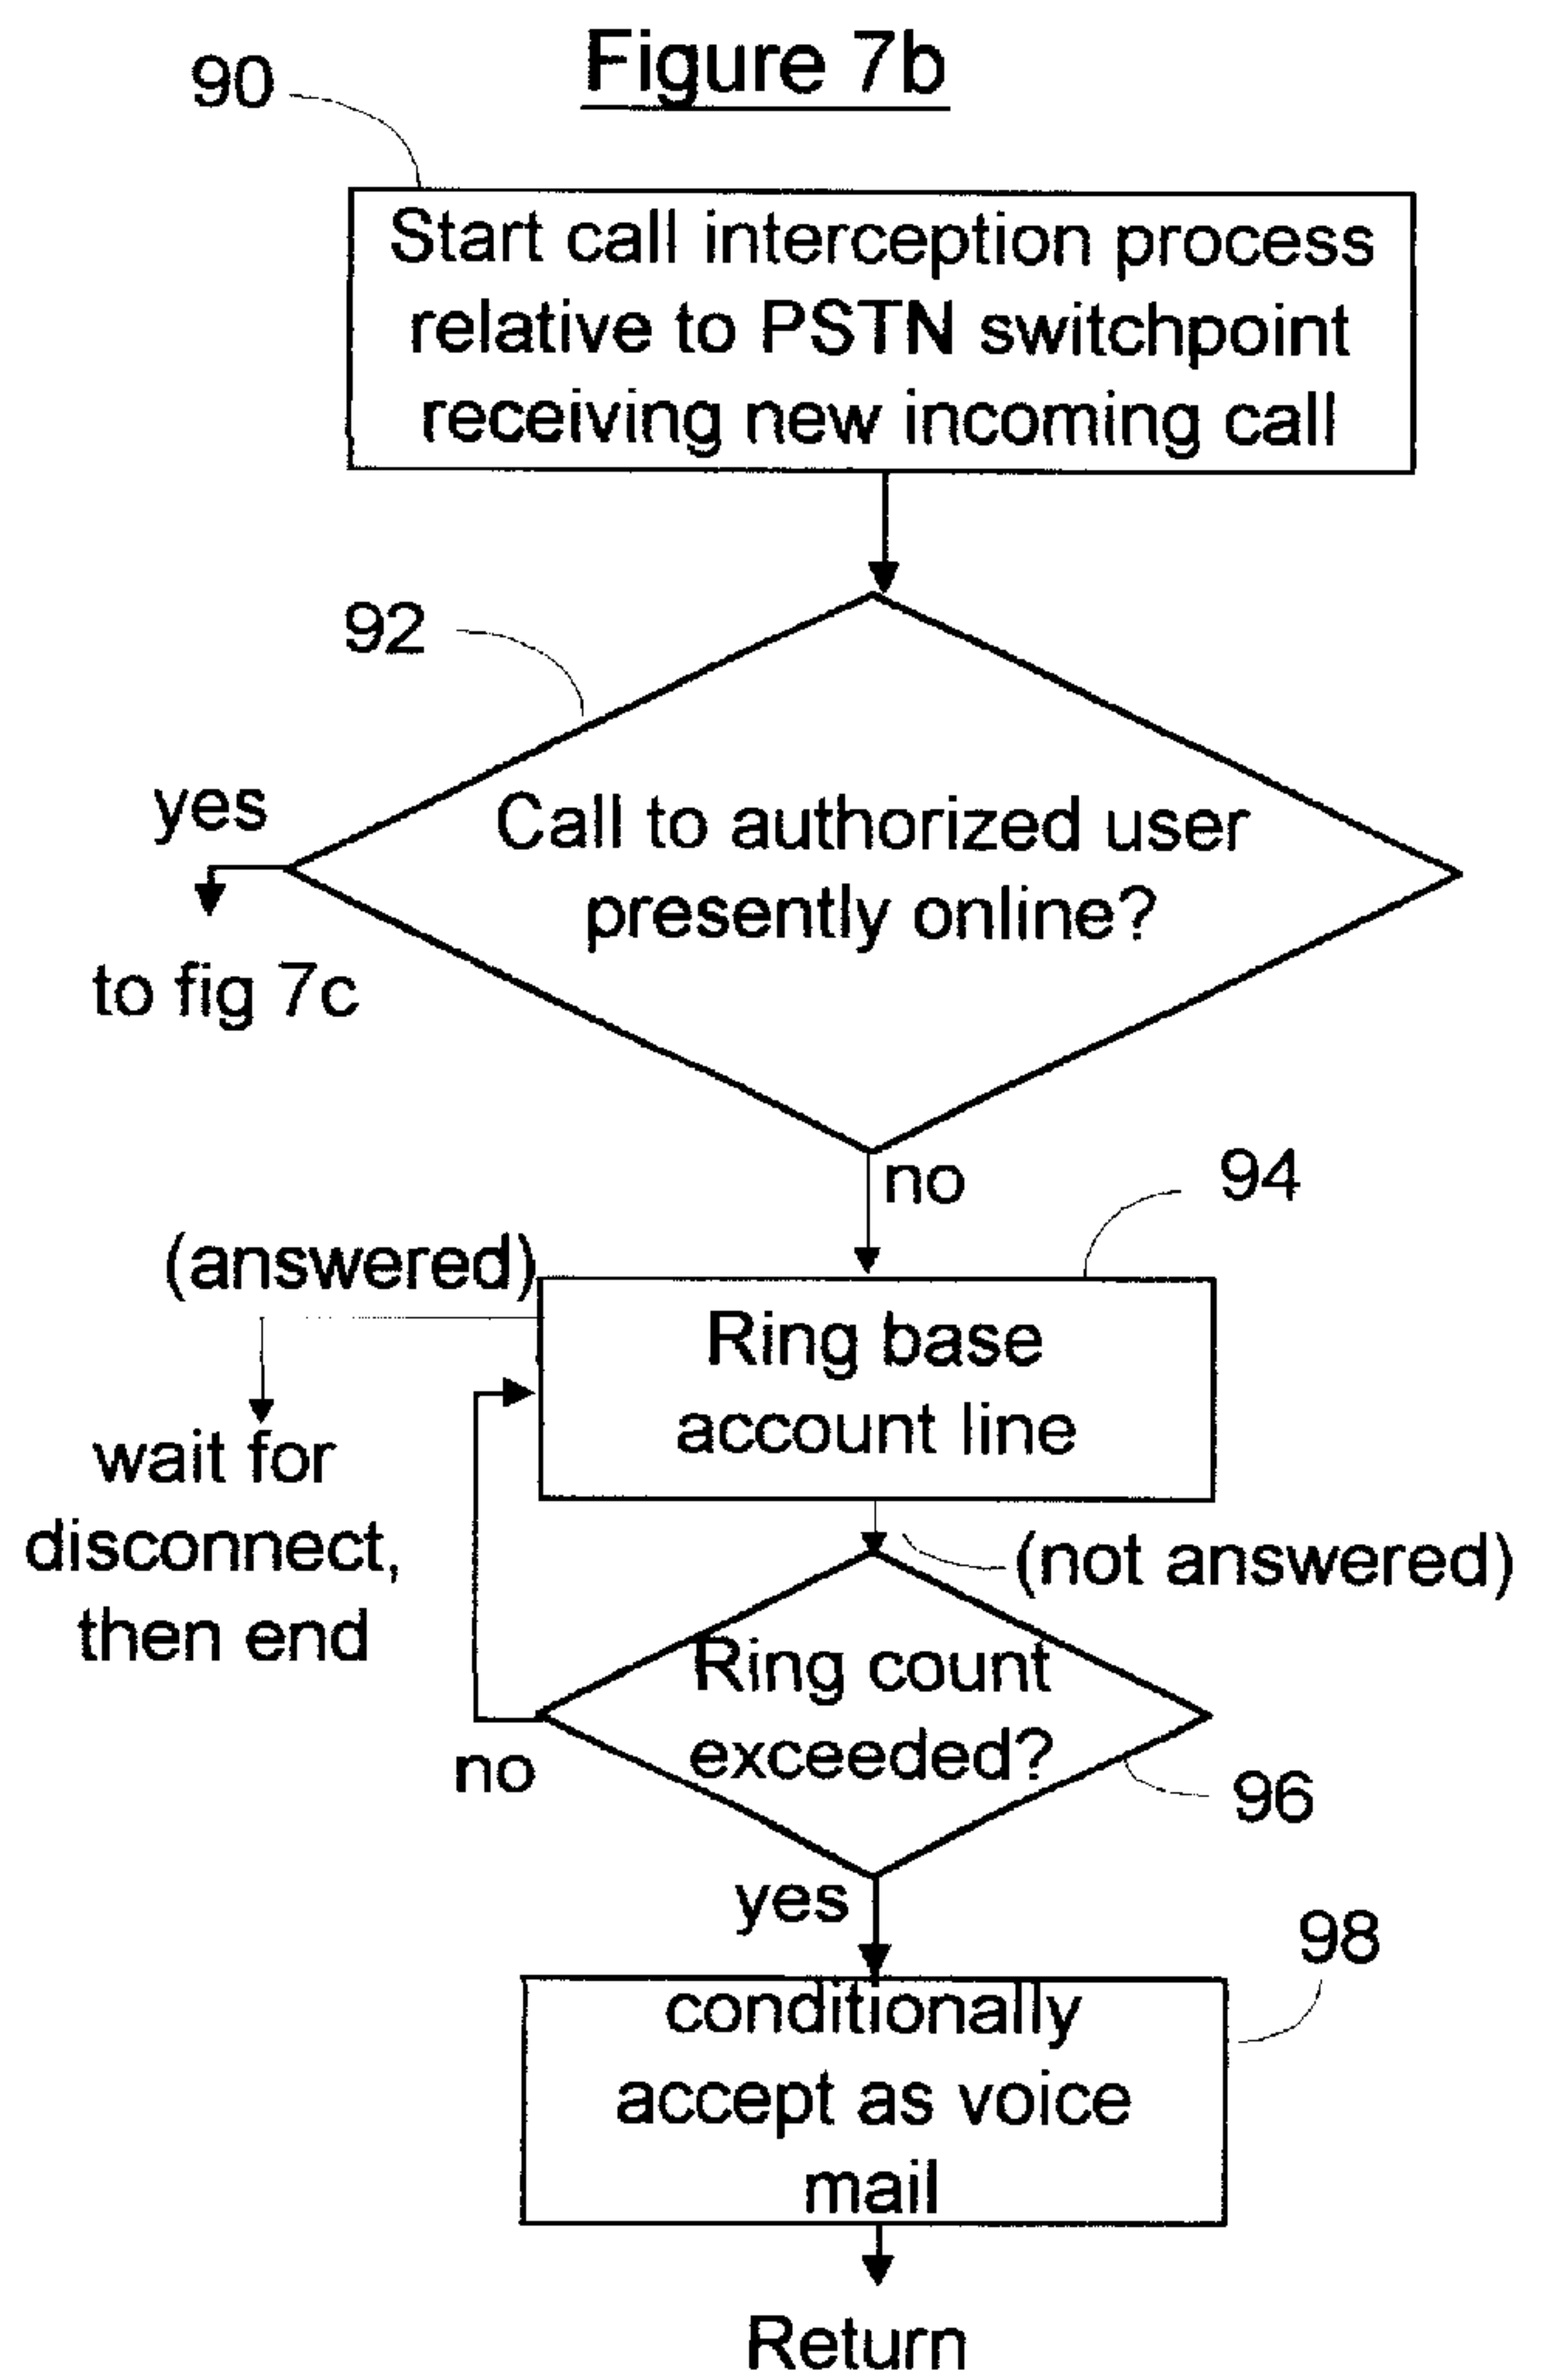 Figure 7b
90
Start call interception process
relative to PSTN switchpoint
receiving new incoming call
92
yes
Call to authorized user
presently online?
to fig 7c
no
94
(answered)
Ring base
account line
wait for
disconnect,
then end
(not answered)
Ring count
exceeded?
no
96
yes
98
conditionally
accept as voice
mail
Return